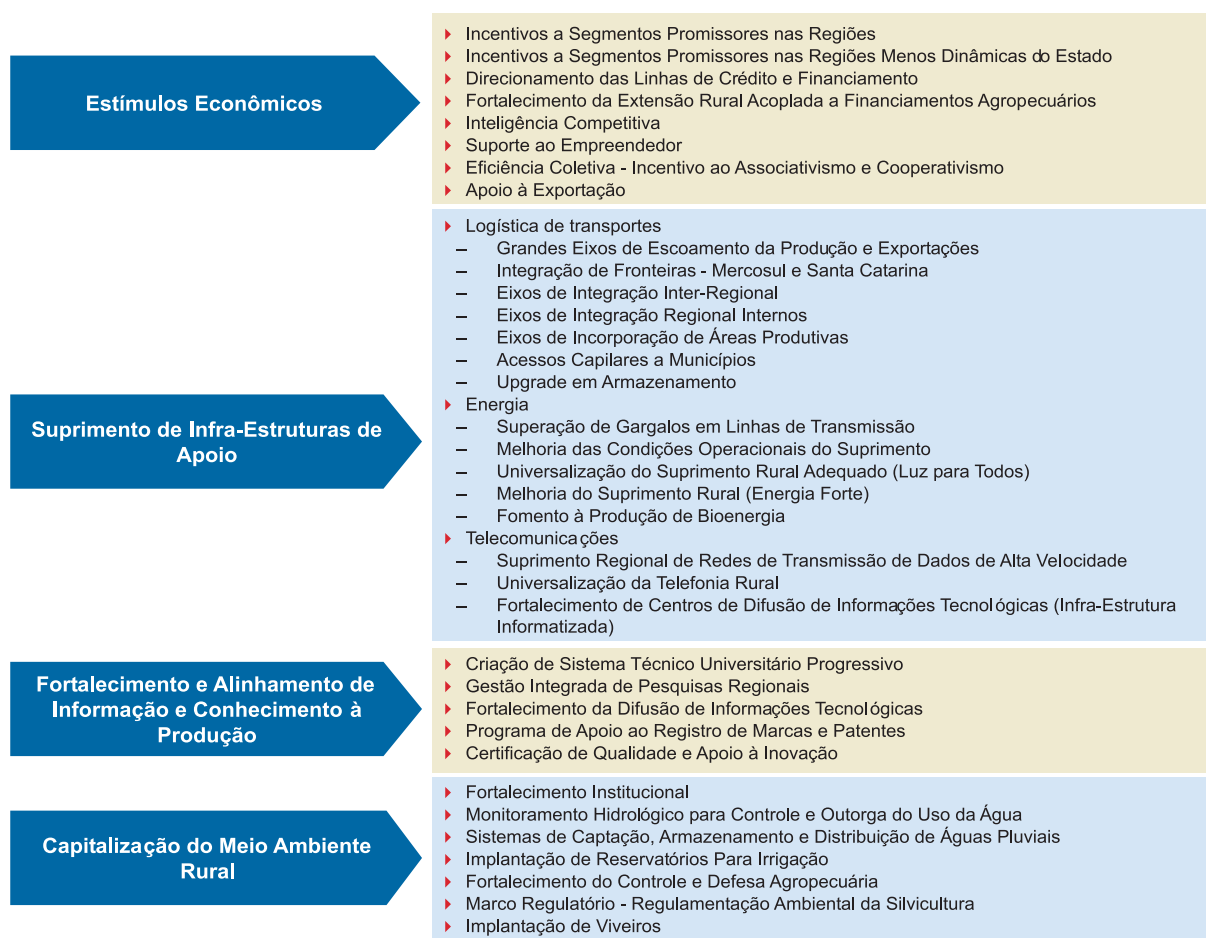 Estímulos Econômicos
Incentivos a Segmentos Promissores nas Regiões
Incentivos a Segmentos Promissores nas Regiões Menos Dinâmicas do Estado
Direcionamento das Linhas de Crédito e Financiamento
Fortalecimento da Extensão Rural Acoplada a Financiamentos Agropecuários
Inteligência Competitiva
Suporte ao Empreendedor
Eficiência Coletiva - Incentivo ao Associativismo e Cooperativismo
Apoio à Exportação
Suprimento de Infra-Estruturas de
Apoio
Logística de transportes
– Grandes Eixos de Escoamento da Produção e Exportações
– Integração de Fronteiras - Mercosul e Santa Catarina
– Eixos de Integração Inter-Regional
– Eixos de Integração Regional Internos
– Eixos de Incorporação de Áreas Produtivas
– Acessos Capilares a Municípios
– Upgrade em Armazenamento
Energia
– Superação de Gargalos em Linhas de Transmissão
– Melhoria das Condições Operacionais do Suprimento
– Universalização do Suprimento Rural Adequado (Luz para Todos)
– Melhoria do Suprimento Rural (Energia Forte)
– Fomento à Produção de Bioenergia
Telecomunicações
– Suprimento Regional de Redes de Transmissão de Dados de Alta Velocidade
– Universalização da Telefonia Rural
– Fortalecimento de Centros de Difusão de Informações Tecnológicas (Infra-Estrutura
Informatizada)
Fortalecimento e Alinhamento de
Informação e Conhecimento à
Produção
Criação de Sistema Técnico Universitário Progressivo
Gestão Integrada de Pesquisas Regionais
Fortalecimento da Difusão de Informações Tecnológicas
Programa de Apoio ao Registro de Marcas e Patentes
Certificação de Qualidade e Apoio à Inovação
Capitalização do Meio Ambiente
Rural
Fortalecimento Institucional
Monitoramento Hidrológico para Controle e Outorga do Uso da Água
Sistemas de Captação, Armazenamento e Distribuição de Águas Pluviais
Implantação de Reservatórios Para Irrigação
Fortalecimento do Controle e Defesa Agropecuária
Marco Regulatório - Regulamentação Ambiental da Silvicultura
Implantação de Viveiros